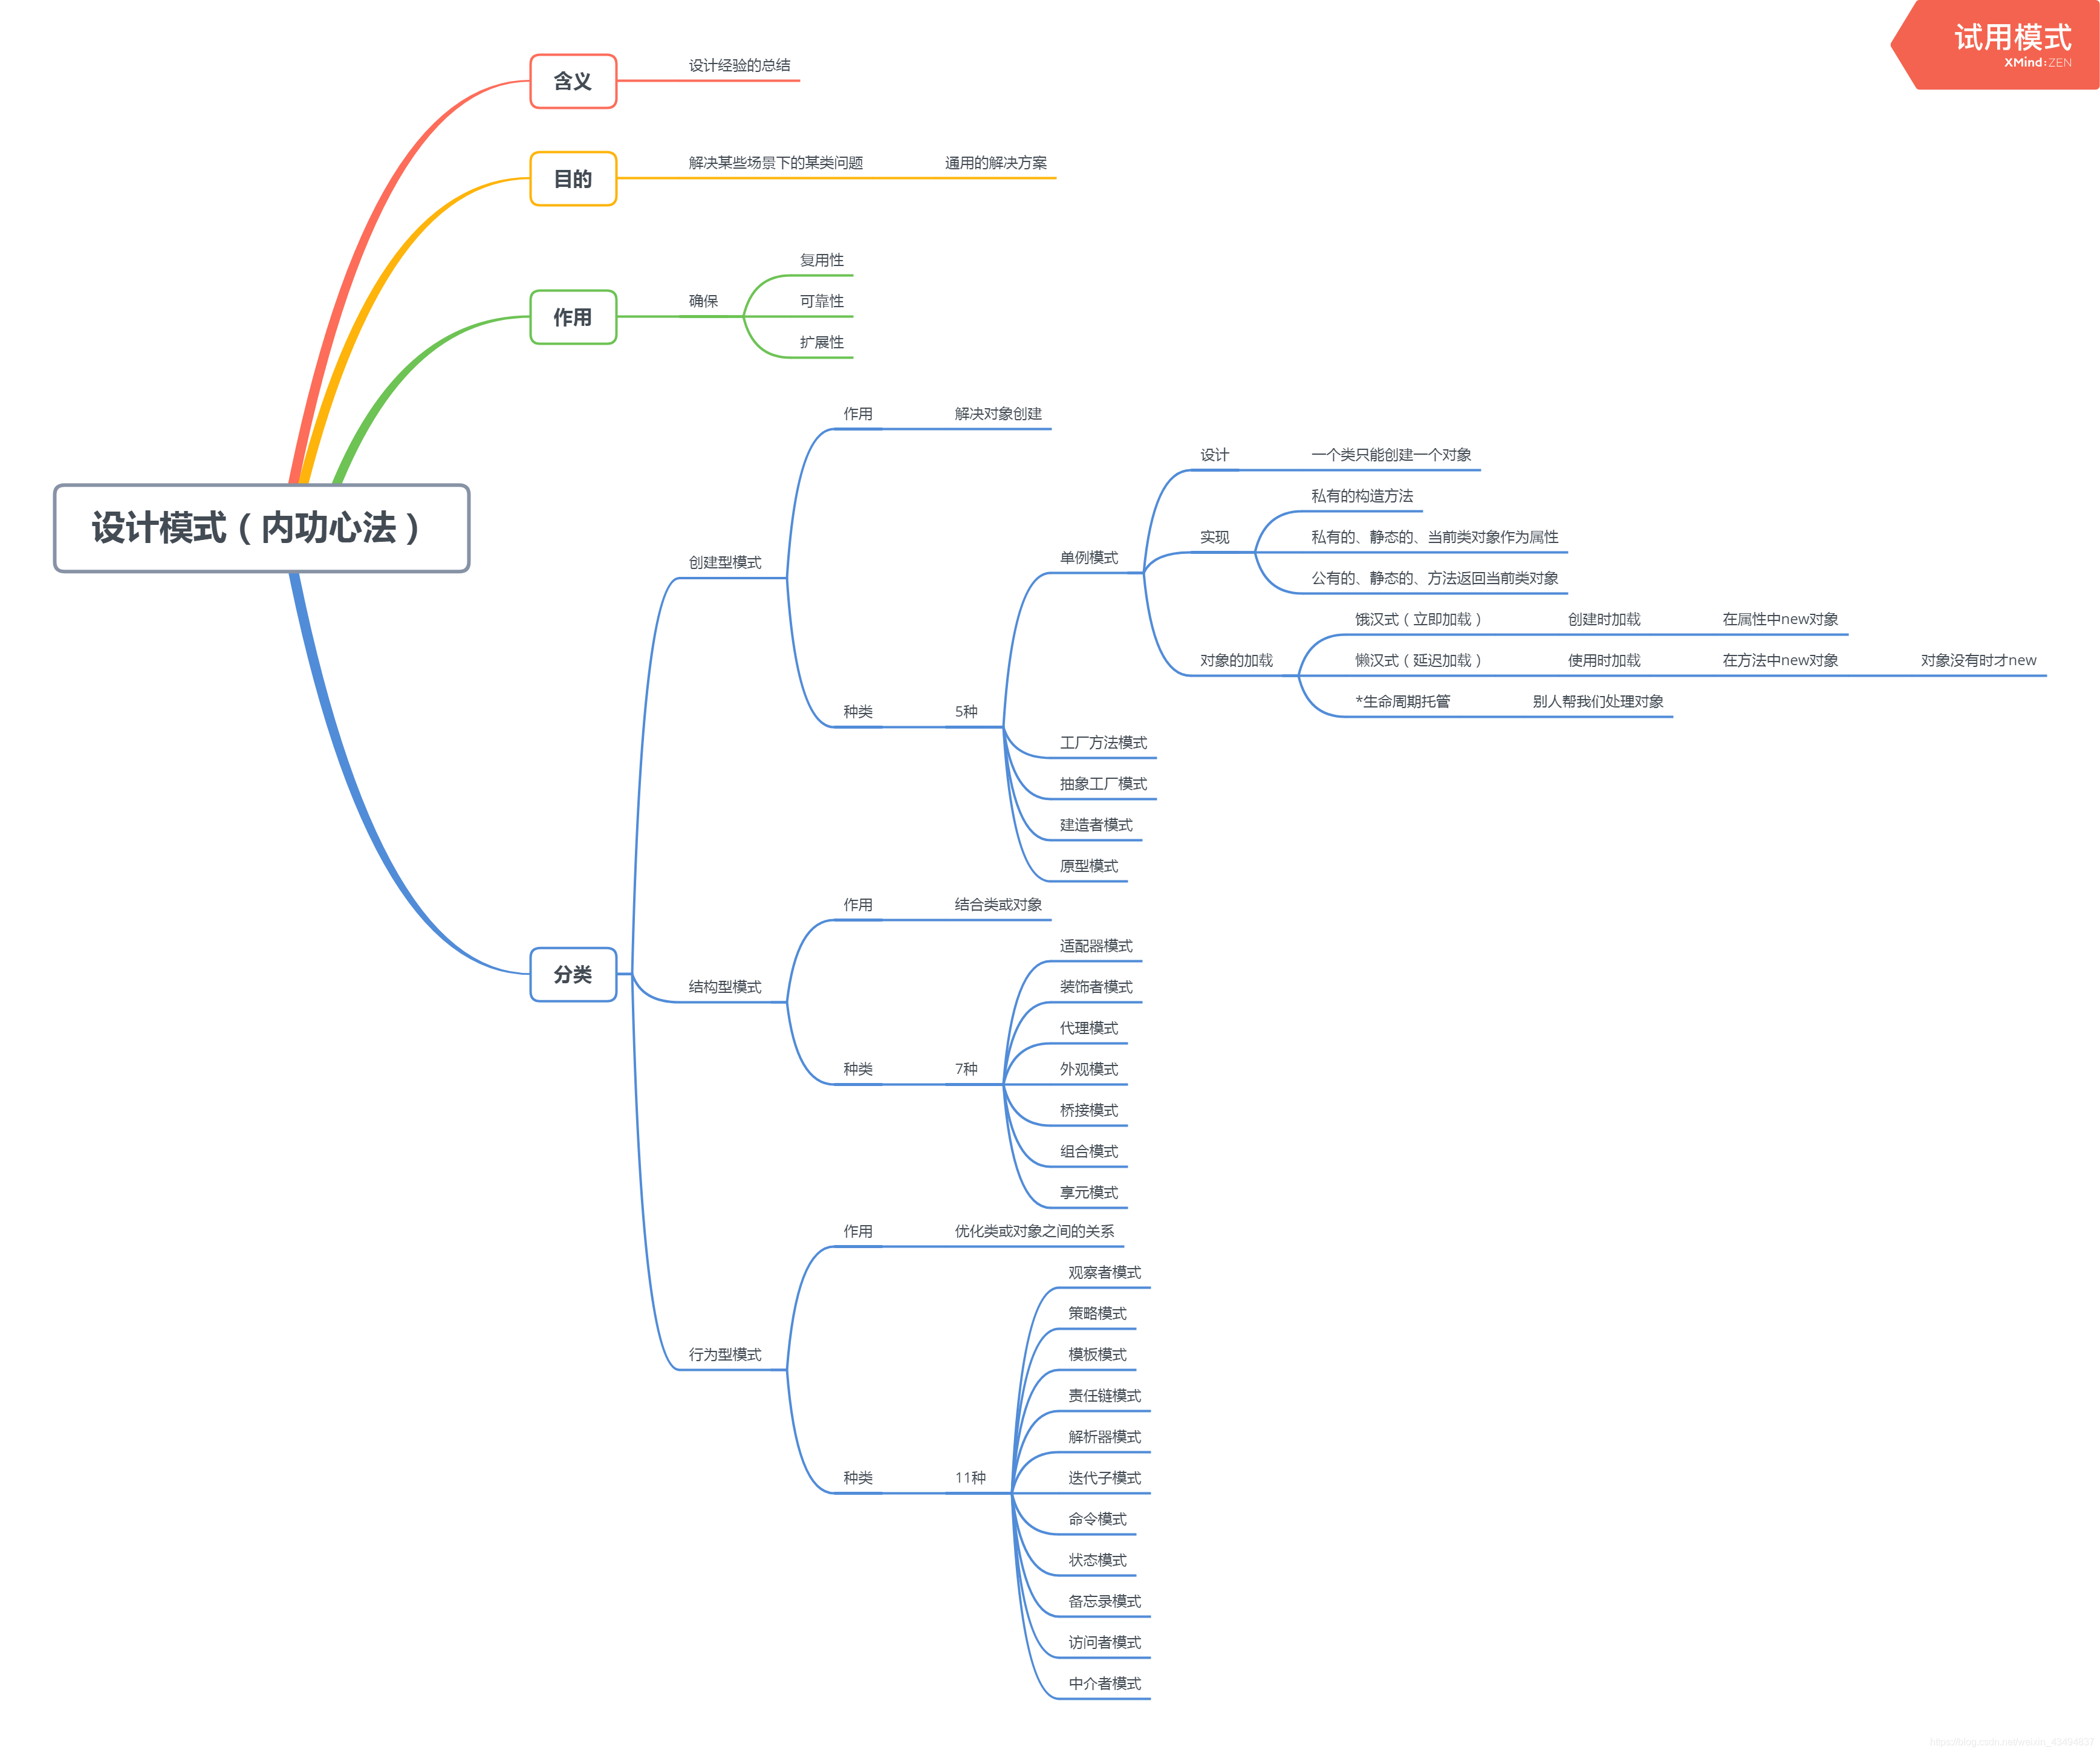 试用模式
XMind:ZEN
设计模式（内功心法）
含义
设计经验的总结
目的
解决某些场景下的某类问题
通用的解决方案
作用
确保
复用性
可靠性
扩展性
分类
创建型模式
作用
解决对象创建
种类
5种
单例模式
设计
一个类只能创建一个对象
实现
私有的构造方法
私有的、静态的、当前类对象作为属性
公有的、静态的、方法返回当前类对象
对象的加载
饿汉式（立即加载）
创建时加载
在属性中new对象
懒汉式（延迟加载）
使用时加载
在方法中new对象
对象没有时才new
*生命周期托管
别人帮我们处理对象
工厂方法模式
抽象工厂模式
建造者模式
原型模式
结构型模式
作用
结合类或对象
种类
7种
适配器模式
装饰者模式
代理模式
外观模式
桥接模式
组合模式
享元模式
行为型模式
作用
优化类或对象之间的关系
种类
11种
观察者模式
策略模式
模板模式
责任链模式
解析器模式
迭代子模式
命令模式
状态模式
备忘录模式
访问者模式
中介者模式